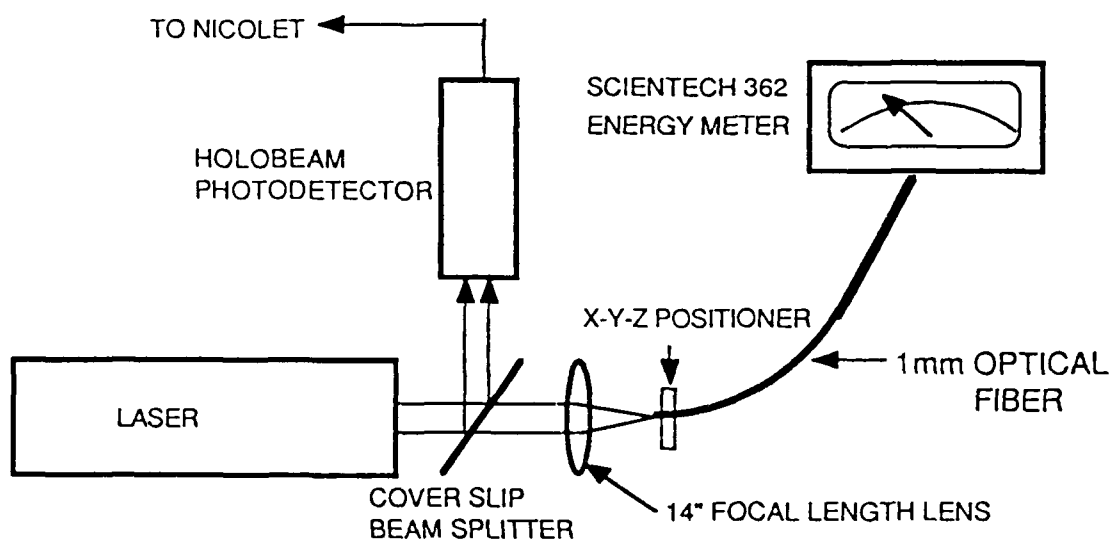 TO NICOLET
SCIENTECH 362
ENERGY METER
HOLOBEAM
PHOTODETECTOR
X-Y-Z POSITIONER
1mm OPTICAL
FIBER
LASER
COVER SLIP
BEAM SPLITTER
14" FOCAL LENGTH LENS